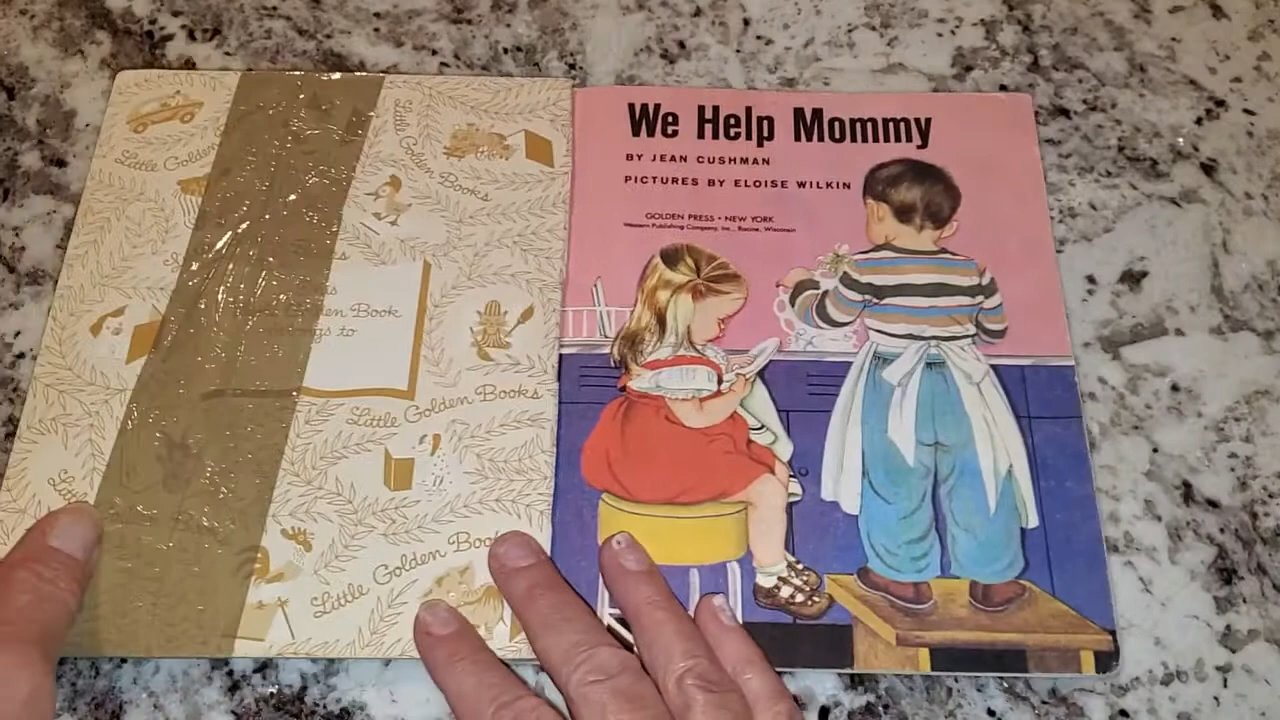 Little Golden
Little Golden Books
Golden Book
to
Little Golden Books
Little Golden Books
We Help Mommy
BY JEAN CUSHMAN
PICTURES BY ELOISE WILKIN
GOLDEN PRESS • NEW YORK
Western Publishing Company, Inc., Racine, Wisconsin